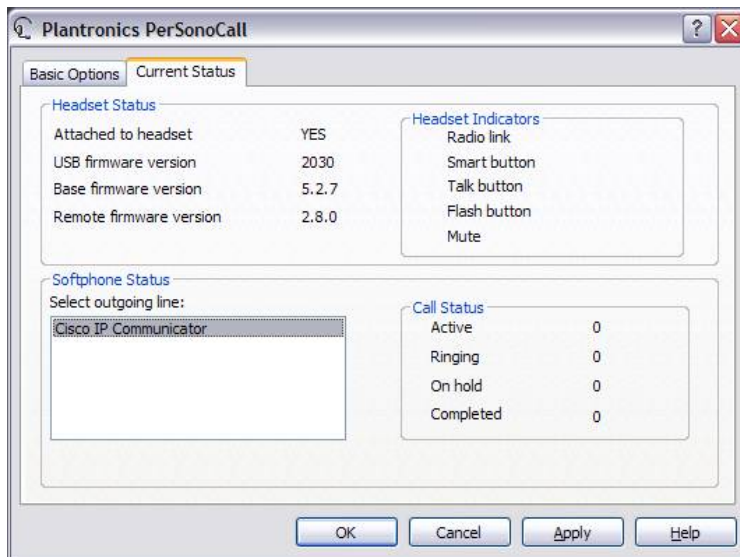 Plantronics PerSonoCall
Basic Options
Current Status
Headset Status
Attached to headset YES
USB firmware version 2030
Base firmware version 5.2.7
Remote firmware version 2.8.0
Headset Indicators
Radio link
Smart button
Talk button
Flash button
Mute
Softphone Status
Select outgoing line:
Cisco IP Communicator
Call Status
Active 0
Ringing 0
On hold 0
Completed 0
OK
Cancel
Apply
Help